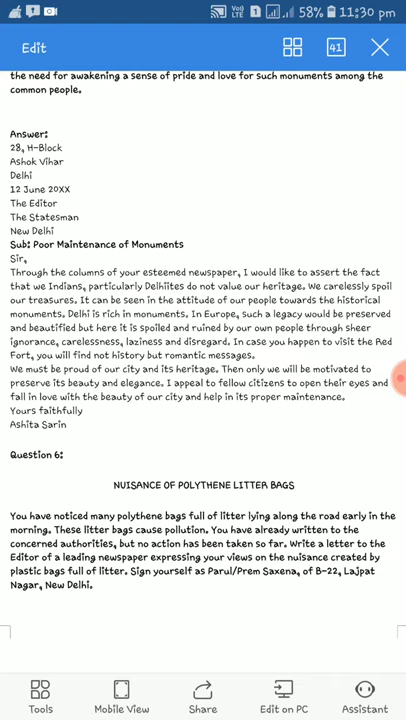 58% 11:30 pm
Edit
41
the need for awakening a sense of pride and love for such monuments among the
common people.
Answer:
28, H-Block
Ashok Vihar
Delhi
12 June 20XX
The Editor
The Statesman
New Delhi
Sub: Poor Maintenance of Monuments
Sir,
Through the columns of your esteemed newspaper, I would like to assert the fact
that we Indians, particularly Delhiites do not value our heritage. We carelessly spoil
our treasures. It can be seen in the attitude of our people towards the historical
monuments. Delhi is rich in monuments. In Europe, such a legacy would be preserved
and beautified but here it is spoiled and ruined by our own people through sheer
ignorance, carelessness, laziness and disregard. In case you happen to visit the Red
Fort, you will find not history but romantic messages.
We must be proud of our city and its heritage. Then only we will be motivated to
preserve its beauty and elegance. I appeal to fellow citizens to open their eyes and
fall in love with the beauty of our city and help in its proper maintenance.
Yours faithfully
Ashita Sarin
Question 6:
NUISANCE OF POLYTHENE LITTER BAGS
You have noticed many polythene bags full of litter lying along the road early in the
morning. These litter bags cause pollution. You have already written to the
concerned authorities, but no action has been taken so far. Write a letter to the
Editor of a leading newspaper expressing your views on the nuisance created by
plastic bags full of litter. Sign yourself as Parul/Prem Saxena, of B-22, Lajpat
Nagar, New Delhi.
Tools Mobile View Share Edit on PC Assistant